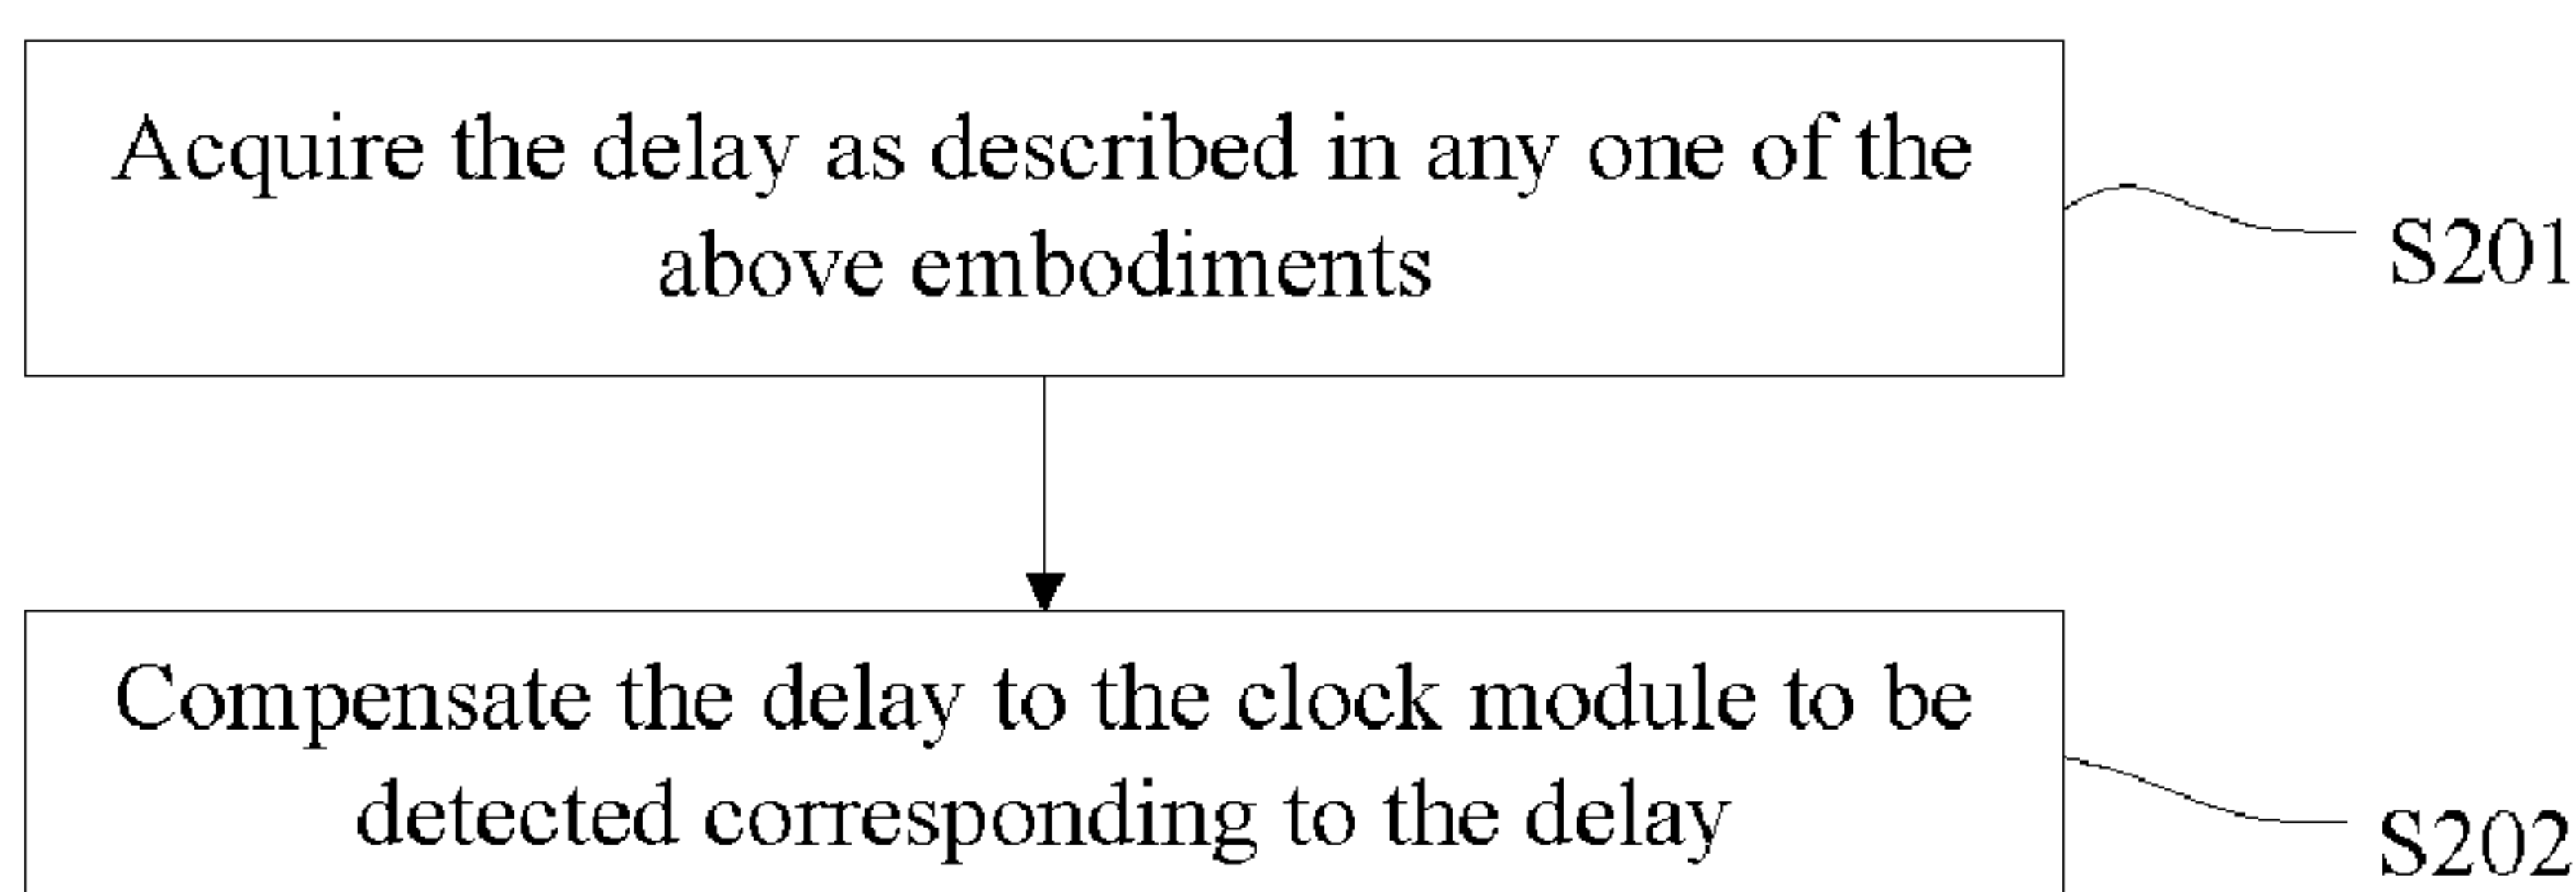 Acquire the delay as described in any one of the
above embodiments
S201
Compensate the delay to the clock module to be
detected corresponding to the delay
S202